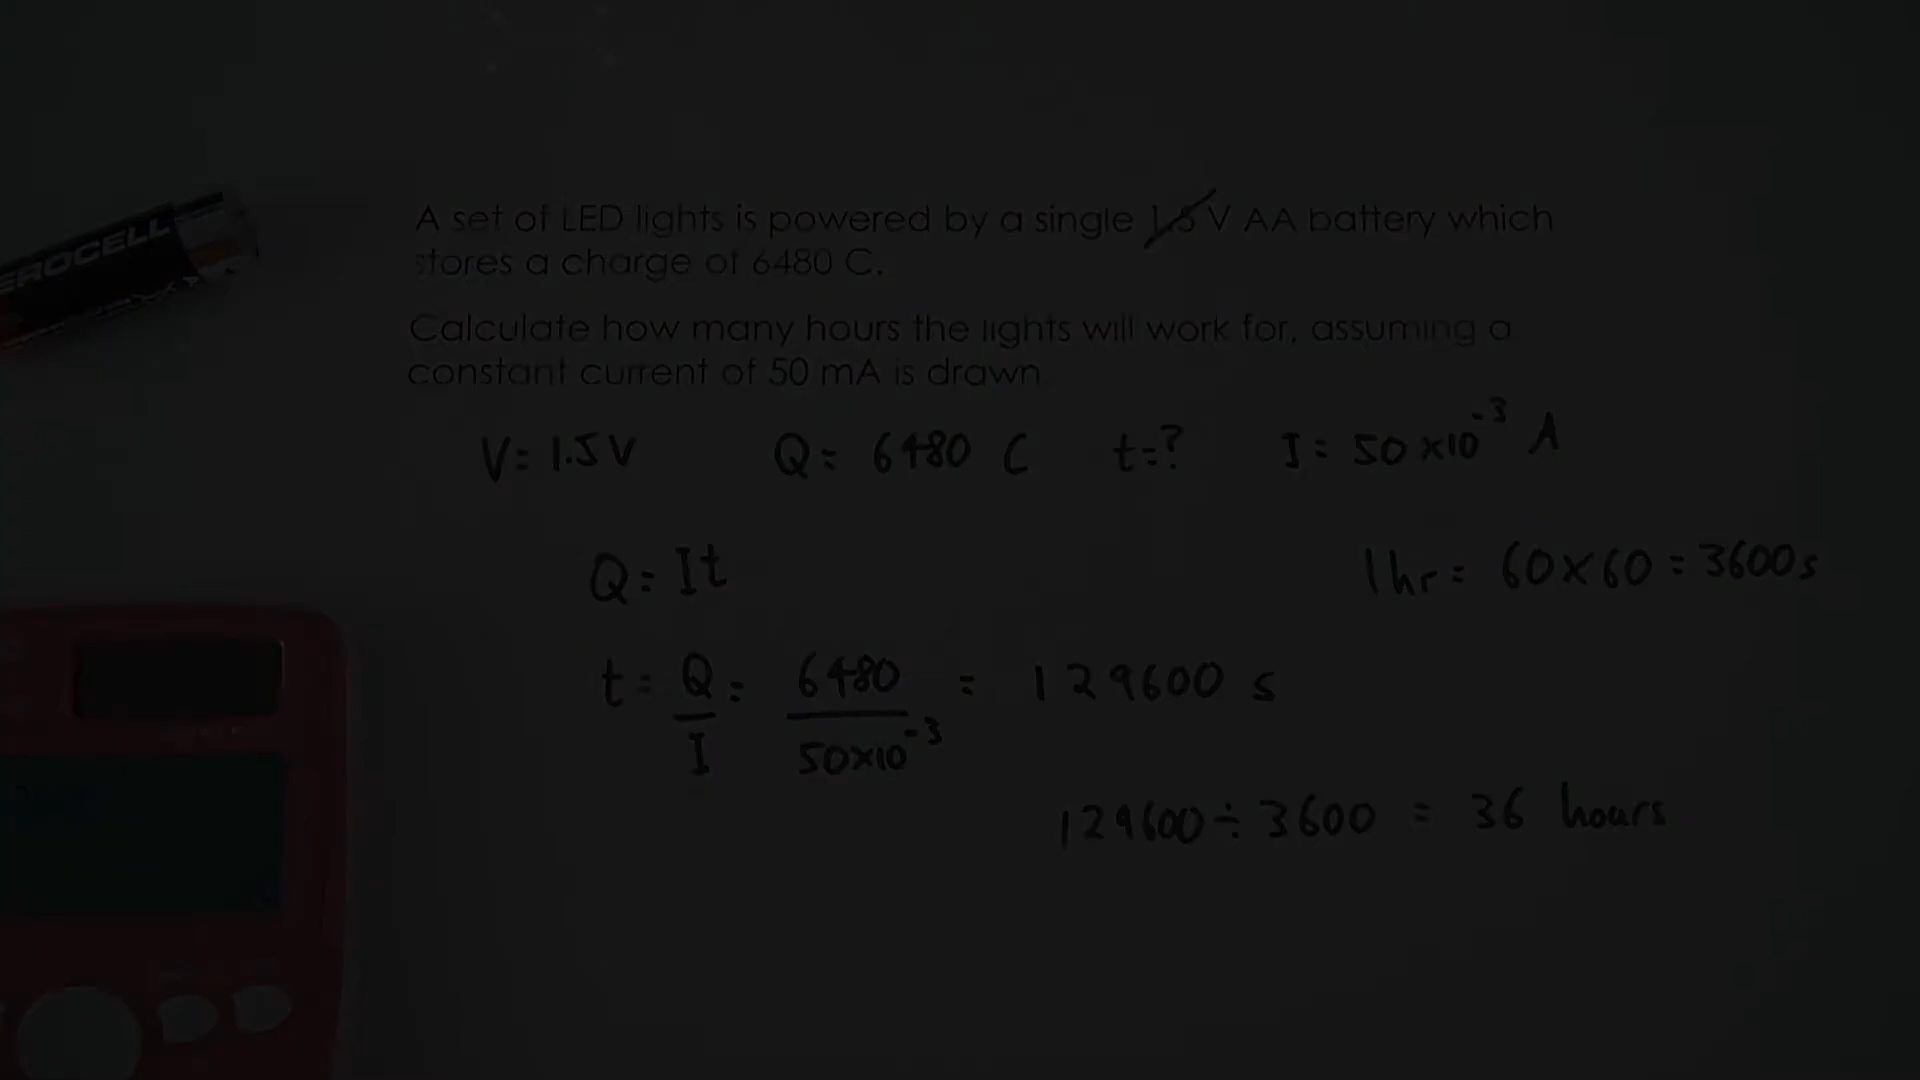 EROCELL
A set of LED lights is powered by a single 1.5 V AA battery which
stores a charge of 6480 C.
Calculate how many hours the lights will work for, assuming a
constant current of 50 mA is drawn.
V = 1.5V Q = 6480 C t=? I = 50×10⁻³ A
Q = It 1hr = 60×60 = 3600s
t = Q/I = 6480/50×10⁻³ = 129600 s
129600 ÷ 3600 = 36 hours